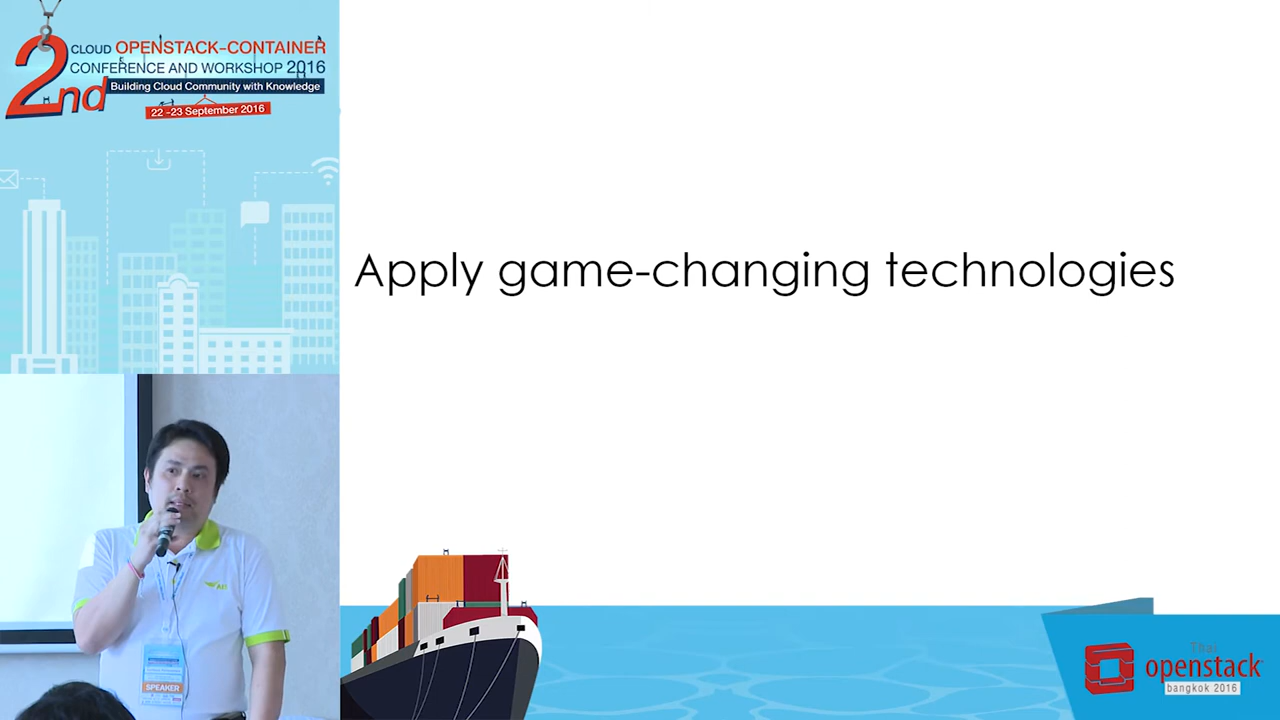 2nd
CLOUD OPENSTACK-CONTAINER
CONFERENCE AND WORKSHOP 2016
Building Cloud Community with Knowledge
22 -23 September 2016
Apply game-changing technologies
AIS
SPEAKER
Thai
openstack
bangkok 2016